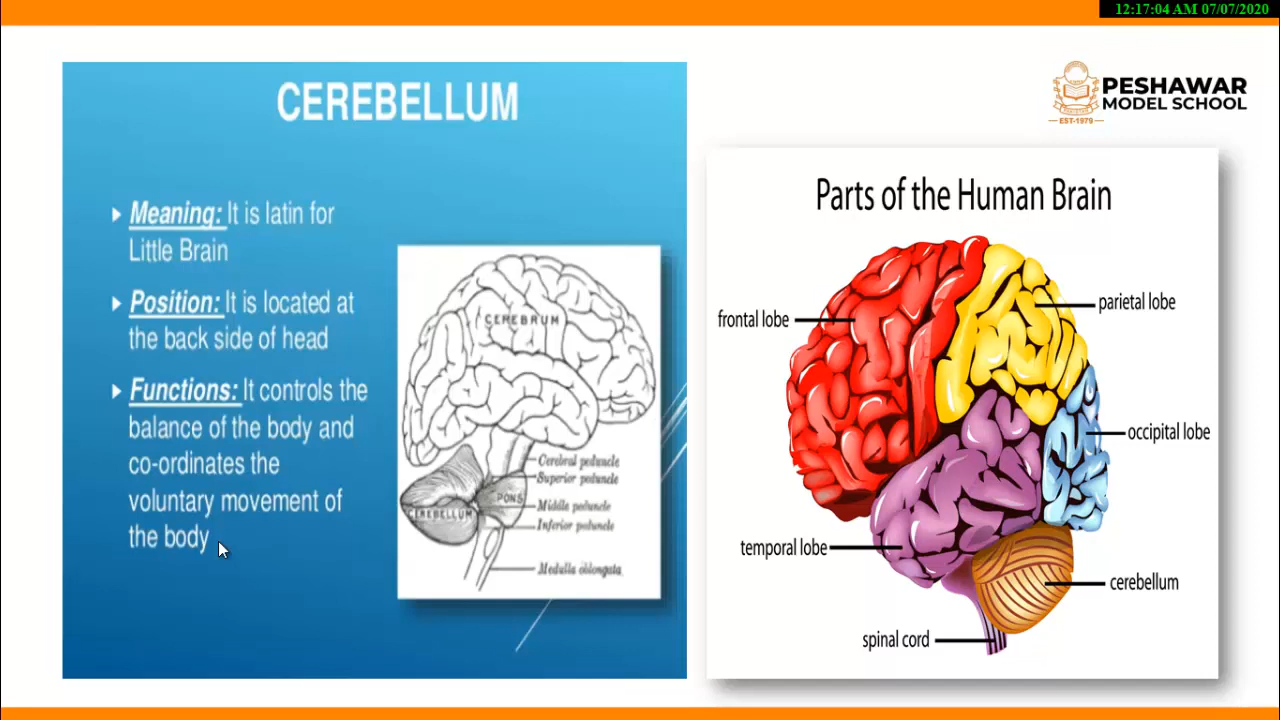 12:17:04 AM 07/07/2020
PESHAWAR
MODEL SCHOOL
EST-1979
CEREBELLUM
Meaning: It is latin for
Little Brain
Position: It is located at
the back side of head
Functions: It controls the
balance of the body and
co-ordinates the
voluntary movement of
the body
CEREBRUM
Cerebral peduncle
Superior peduncle
PONS
Middle peduncle
CEREBELLUM
Inferior peduncle
Medulla oblongata
Parts of the Human Brain
parietal lobe
frontal lobe
occipital lobe
temporal lobe
cerebellum
spinal cord